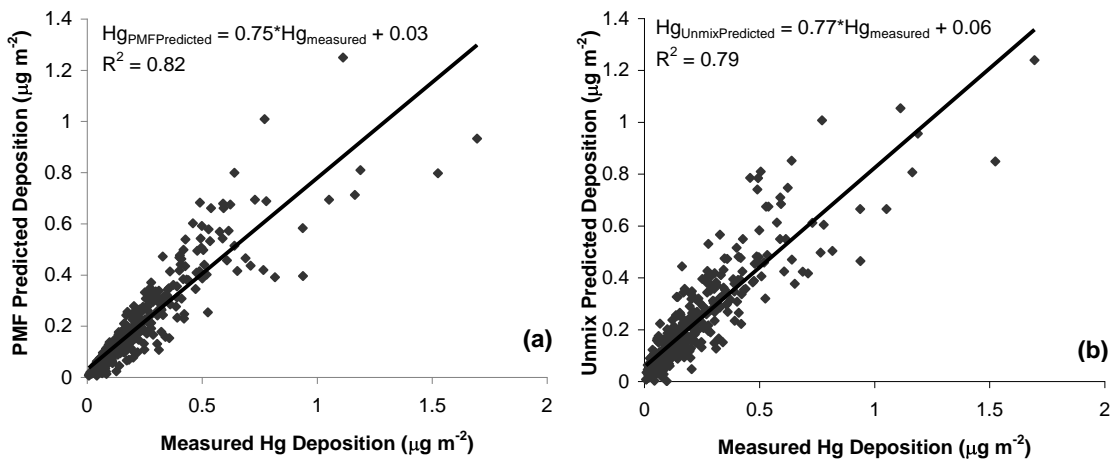 Hg_PMFPredicted = 0.75*Hg_measured + 0.03
R² = 0.82
PMF Predicted Deposition (μg m⁻²)
1.4
1.2
1
0.8
0.6
0.4
0.2
0
0
0.5
1
1.5
2
(a)
Measured Hg Deposition (μg m⁻²)
Hg_UnmixPredicted = 0.77*Hg_measured + 0.06
R² = 0.79
Unmix Predicted Deposition (μg m⁻²)
1.4
1.2
1
0.8
0.6
0.4
0.2
0
0
0.5
1
1.5
2
(b)
Measured Hg Deposition (μg m⁻²)